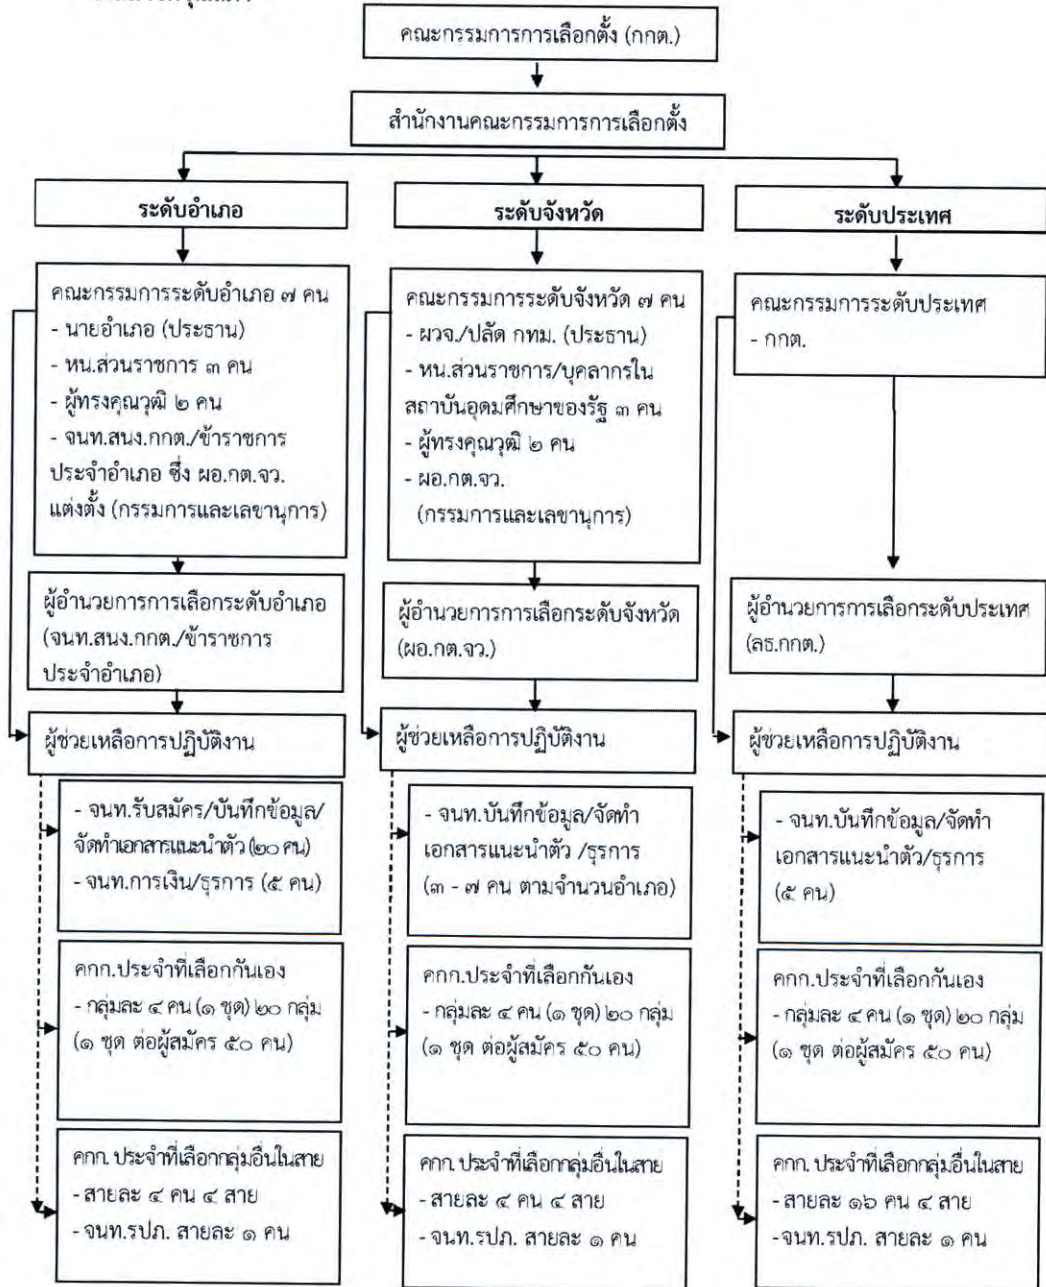 คณะกรรมการการเลือกตั้ง (กกต.)
สำนักงานคณะกรรมการการเลือกตั้ง
ระดับอำเภอ
ระดับจังหวัด
ระดับประเทศ
คณะกรรมการระดับอำเภอ ๗ คน
- นายอำเภอ (ประธาน)
- หน.ส่วนราชการ ๓ คน
- ผู้ทรงคุณวุฒิ ๒ คน
- จนท.สนง.กกต./ข้าราชการ
ประจำอำเภอ ซึ่ง ผอ.กต.จว.
แต่งตั้ง (กรรมการและเลขานุการ)
คณะกรรมการระดับจังหวัด ๗ คน
- ผวจ./ปลัด กทม. (ประธาน)
- หน.ส่วนราชการ/บุคลากรใน
สถาบันอุดมศึกษาของรัฐ ๓ คน
- ผู้ทรงคุณวุฒิ ๒ คน
- ผอ.กต.จว.
(กรรมการและเลขานุการ)
คณะกรรมการระดับประเทศ
- กกต.
ผู้อำนวยการการเลือกระดับอำเภอ
(จนท.สนง.กกต./ข้าราชการ
ประจำอำเภอ)
ผู้อำนวยการการเลือกระดับจังหวัด
(ผอ.กต.จว.)
ผู้อำนวยการการเลือกระดับประเทศ
(ลธ.กกต.)
ผู้ช่วยเหลือการปฏิบัติงาน
ผู้ช่วยเหลือการปฏิบัติงาน
ผู้ช่วยเหลือการปฏิบัติงาน
- จนท.รับสมัคร/บันทึกข้อมูล/
จัดทำเอกสารแนะนำตัว (๒๐ คน)
- จนท.การเงิน/ธุรการ (๕ คน)
- จนท.บันทึกข้อมูล/จัดทำ
เอกสารแนะนำตัว /ธุรการ
(๓ - ๗ คน ตามจำนวนอำเภอ)
- จนท.บันทึกข้อมูล/จัดทำ
เอกสารแนะนำตัว/ธุรการ
(๕ คน)
คกก.ประจำที่เลือกกันเอง
- กลุ่มละ ๔ คน (๑ ชุด) ๒๐ กลุ่ม
(๑ ชุด ต่อผู้สมัคร ๕๐ คน)
คกก.ประจำที่เลือกกันเอง
- กลุ่มละ ๔ คน (๑ ชุด) ๒๐ กลุ่ม
(๑ ชุด ต่อผู้สมัคร ๕๐ คน)
คกก.ประจำที่เลือกกันเอง
- กลุ่มละ ๔ คน (๑ ชุด) ๒๐ กลุ่ม
(๑ ชุด ต่อผู้สมัคร ๕๐ คน)
คกก. ประจำที่เลือกกลุ่มอื่นในสาย
- สายละ ๔ คน ๔ สาย
- จนท.รปภ. สายละ ๑ คน
คกก. ประจำที่เลือกกลุ่มอื่นในสาย
- สายละ ๔ คน ๔ สาย
- จนท.รปภ. สายละ ๑ คน
คกก. ประจำที่เลือกกลุ่มอื่นในสาย
- สายละ ๑๖ คน ๔ สาย
- จนท.รปภ. สายละ ๑ คน